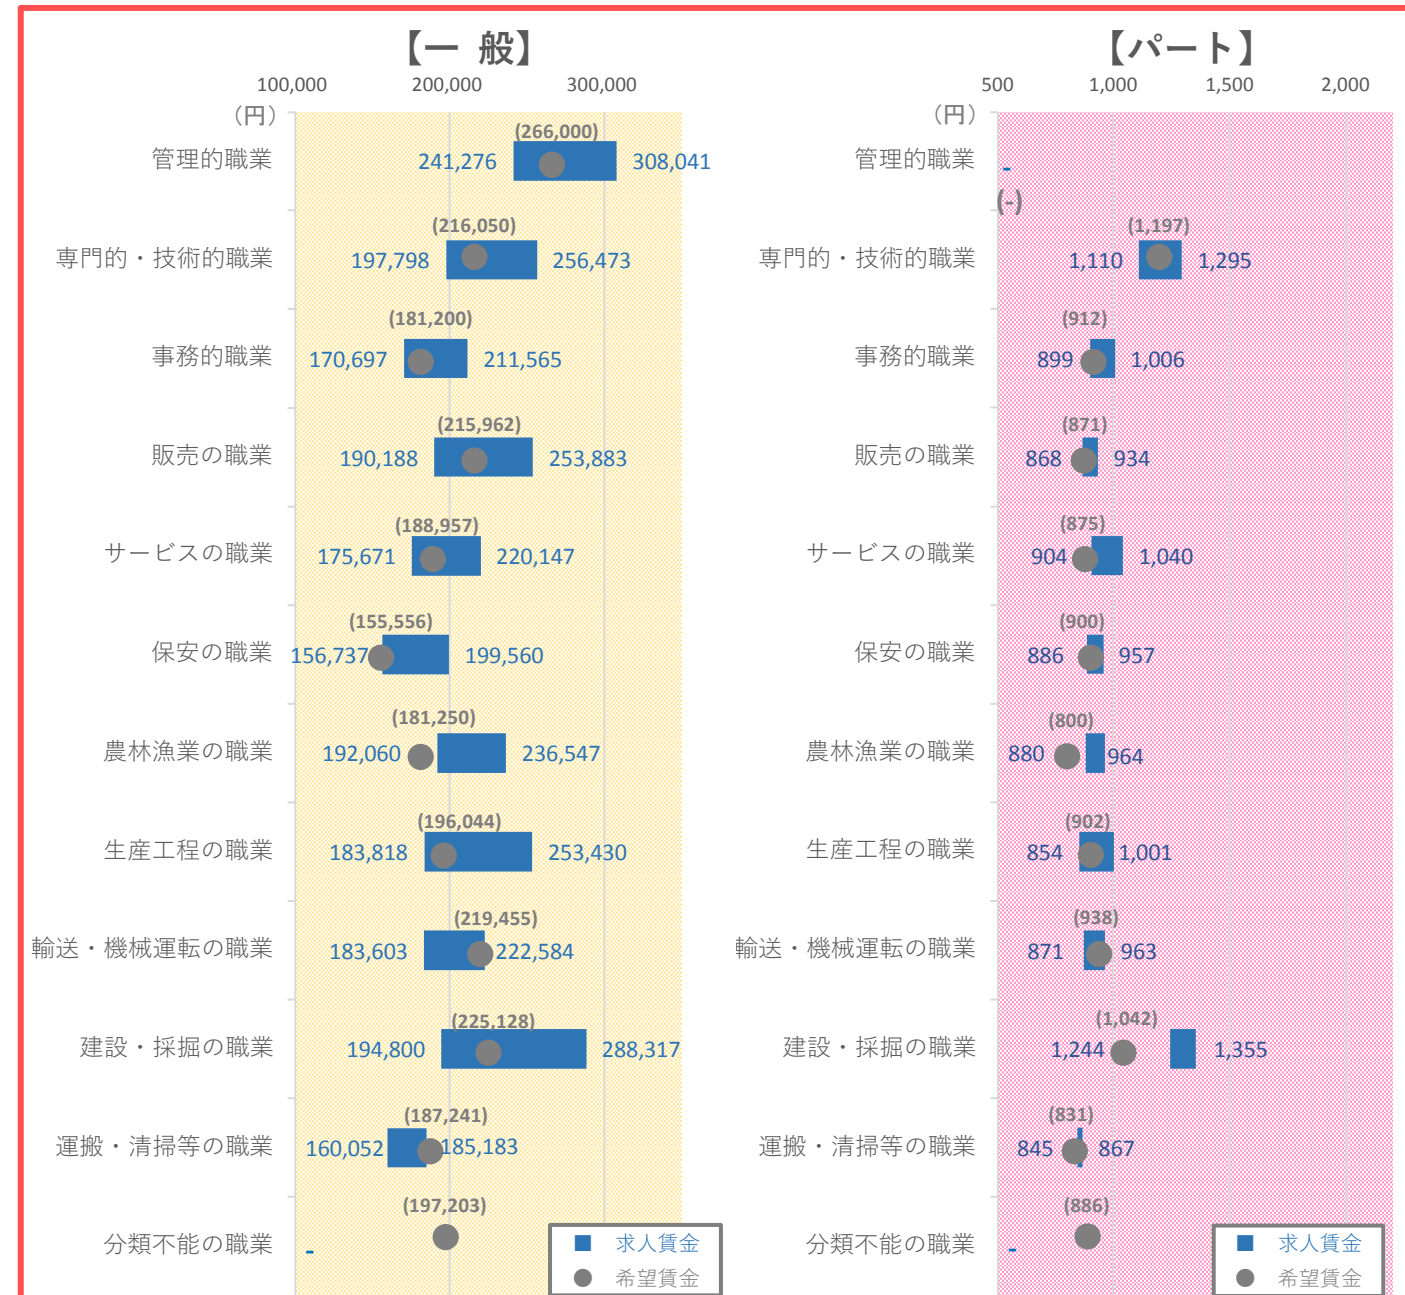 【一 般】
100,000 200,000 300,000
（円）
管理的職業 241,276 (266,000) 308,041
専門的・技術的職業 197,798 (216,050) 256,473
事務的職業 170,697 (181,200) 211,565
販売の職業 190,188 (215,962) 253,883
サービスの職業 175,671 (188,957) 220,147
保安の職業 156,737 (155,556) 199,560
農林漁業の職業 192,060 (181,250) 236,547
生産工程の職業 183,818 (196,044) 253,430
輸送・機械運転の職業 183,603 (219,455) 222,584
建設・採掘の職業 194,800 (225,128) 288,317
運搬・清掃等の職業 160,052 (187,241) 185,183
分類不能の職業 - (197,203)
求人賃金
希望賃金
【パート】
500 1,000 1,500 2,000
（円）
管理的職業 - (-)
専門的・技術的職業 1,110 (1,197) 1,295
事務的職業 899 (912) 1,006
販売の職業 868 (871) 934
サービスの職業 904 (875) 1,040
保安の職業 886 (900) 957
農林漁業の職業 880 (800) 964
生産工程の職業 854 (902) 1,001
輸送・機械運転の職業 871 (938) 963
建設・採掘の職業 1,244 (1,042) 1,355
運搬・清掃等の職業 845 (831) 867
分類不能の職業 - (886)
求人賃金
希望賃金